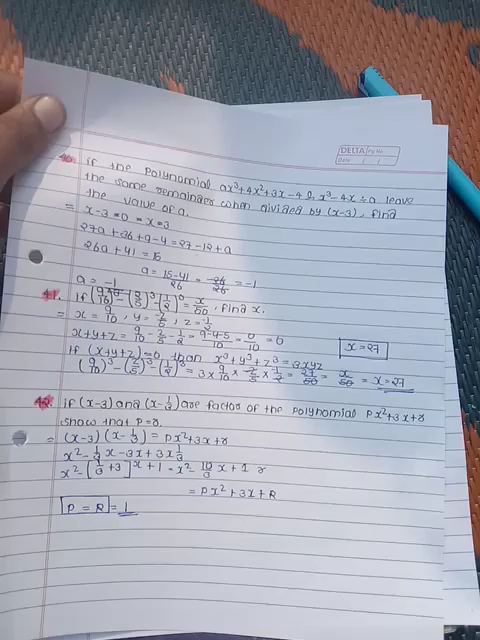 DELTA Pg No.
Date / /
40. If the polynomial ax³+4x²+3x-4 & x³-4x+a leave
the same remainder when divided by (x-3), find
the value of a.
= x-3=0 = x=3
27a+36+9-4=27-12+a
26a+41=15
a = 15-41/26 = -26/26 = -1
a = -1
41. If (9/10)³-(2/5)³-(1/2)³ = x/50, find x.
= x = 9/10, y = -2/5, z = -1/2
x+y+z = 9/10 - 2/5 - 1/2 = 9-4-5/10 = 0/10 = 0
x=27
If (x+y+z)=0, than x³+y³+z³=3xyz
(9/10)³-(2/5)³-(1/2)³ = 3 x 9/10 x -2/5 x -1/2 = 27/50 = x/50 = x=27
42. If (x-3) and (x-1/3) are factor of the polynomial px²+3x+r
show that P=r.
= (x-3)(x-1/3) = Px²+3x+r
x²-1/3x-3x+3x1/3
x²-[1/3+3]x+1 = x²-10/3x+1 r
= Px²+3x+R
P = R = 1